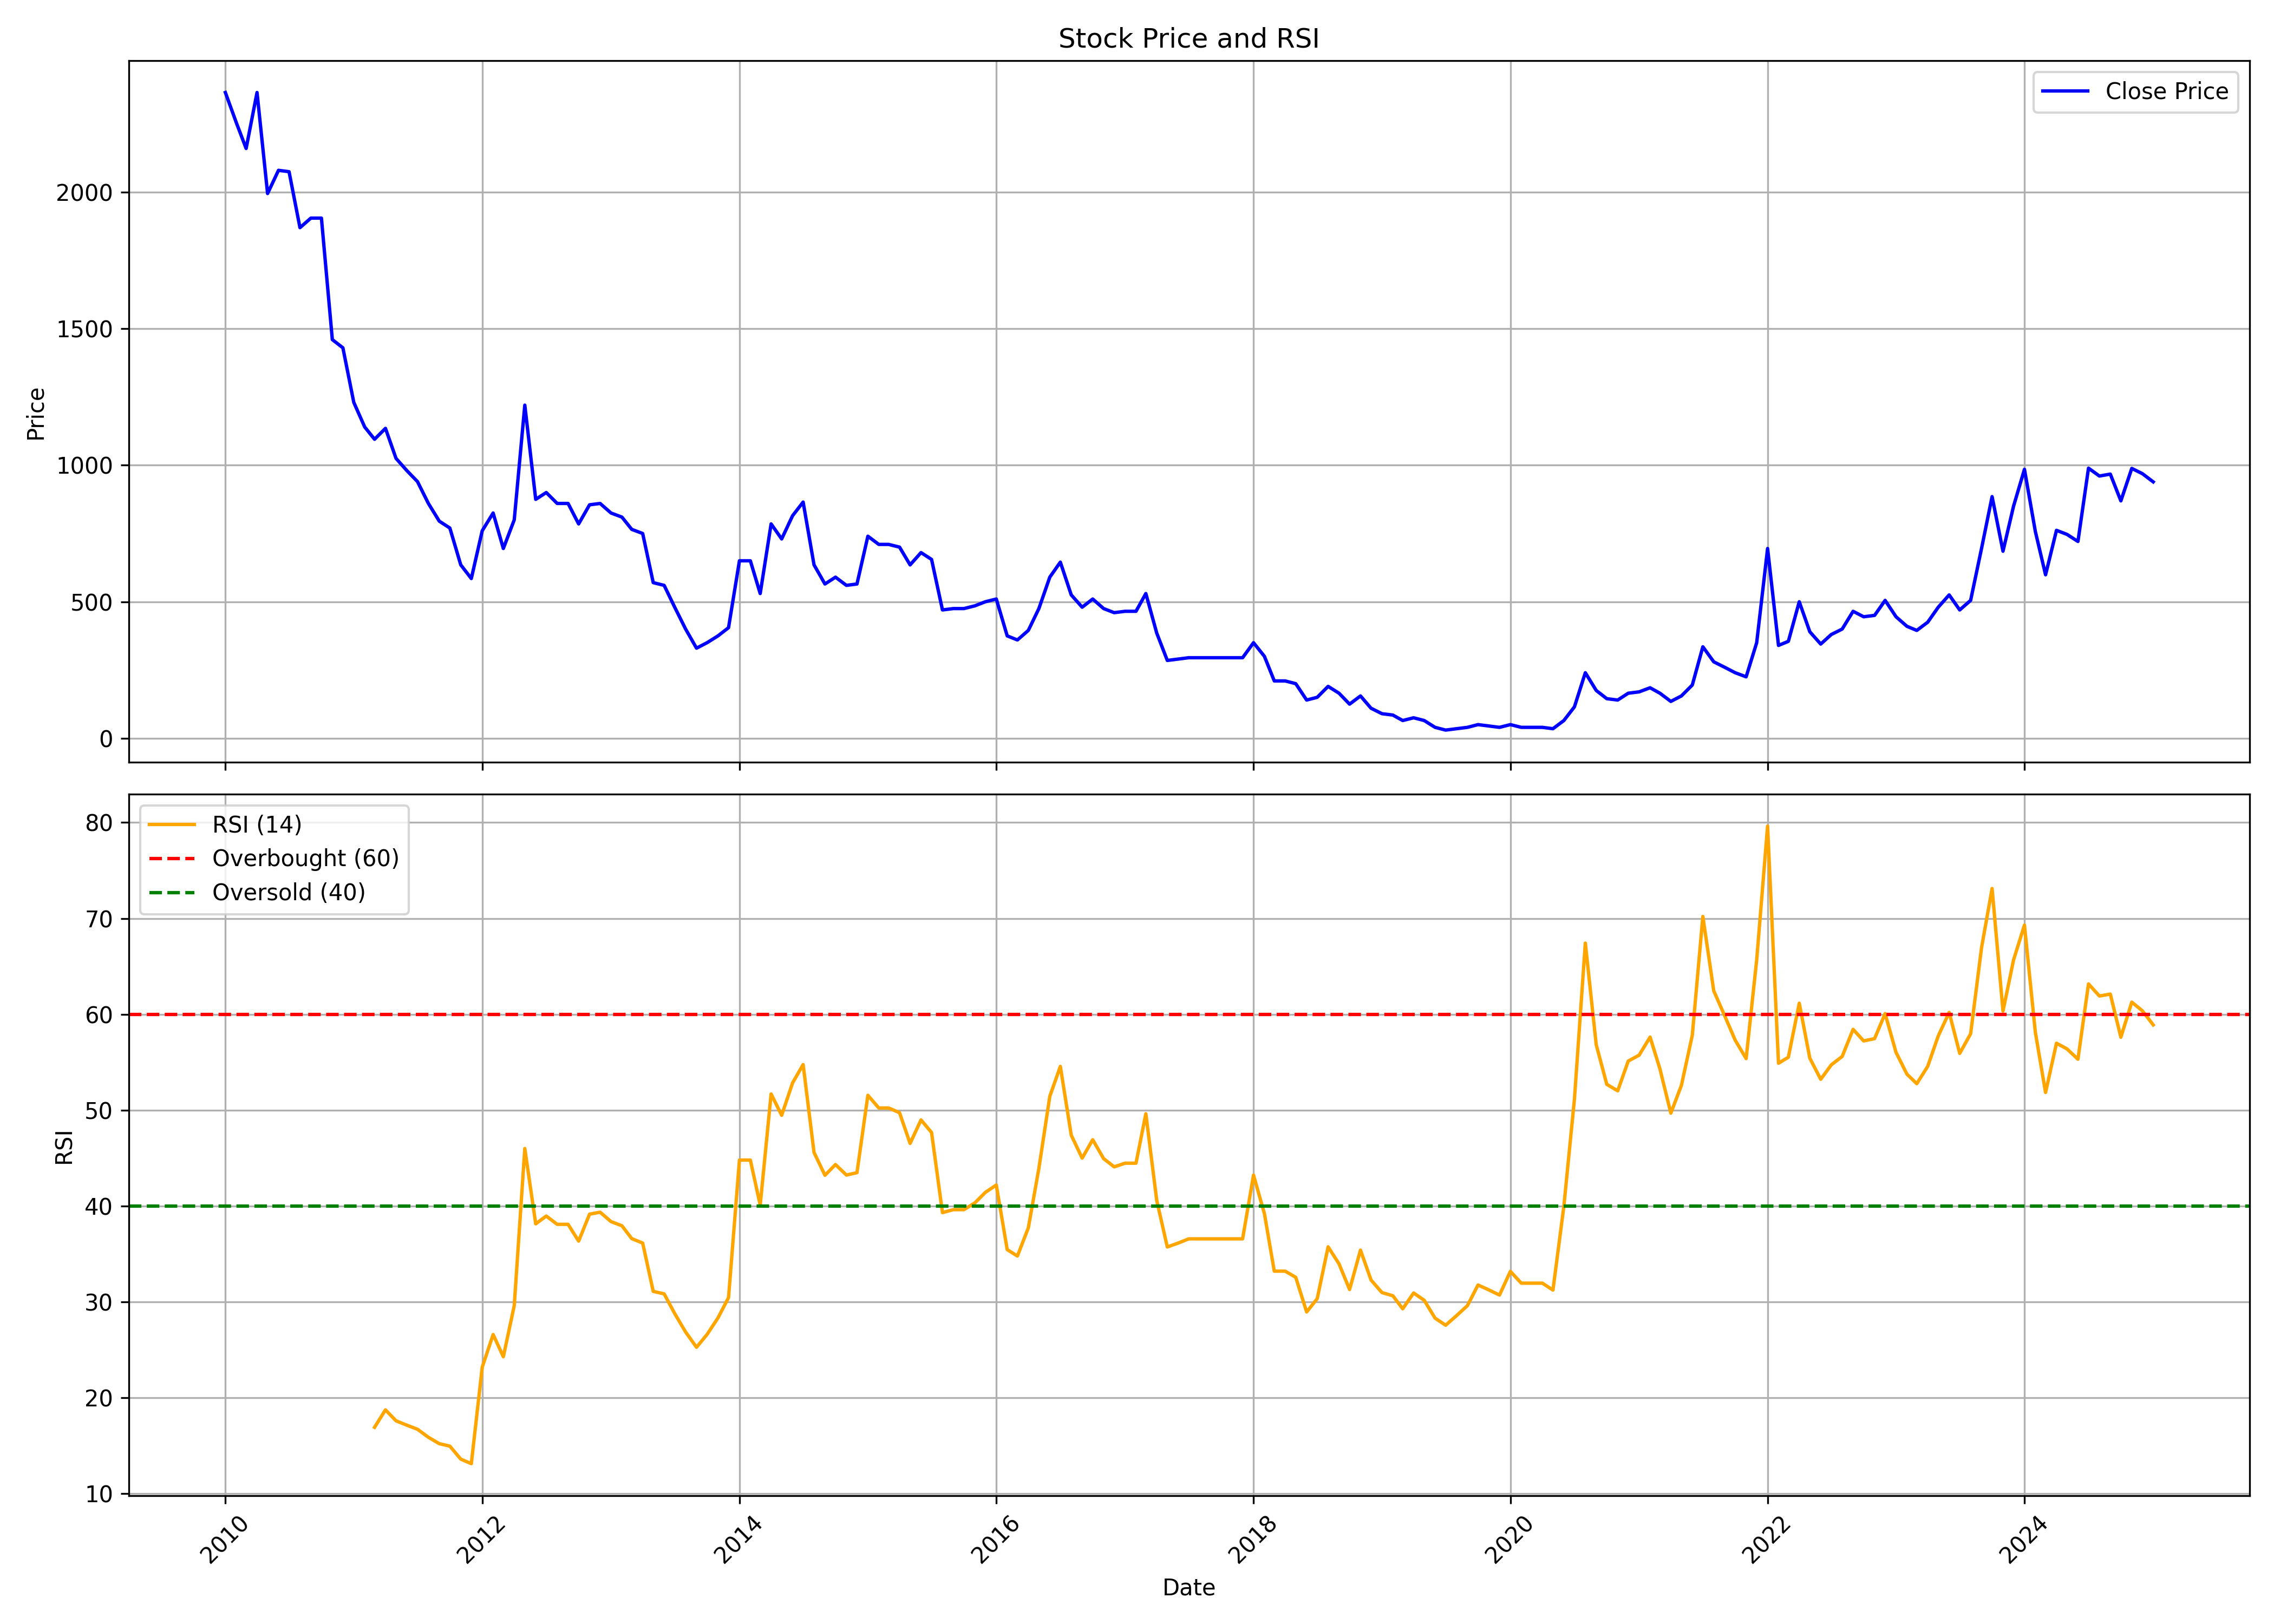 Stock Price and RSI
Close Price
Price
2000
1500
1000
500
0
RSI (14)
Overbought (60)
Oversold (40)
RSI
80
70
60
50
40
30
20
10
2010
2012
2014
2016
2018
2020
2022
2024
Date